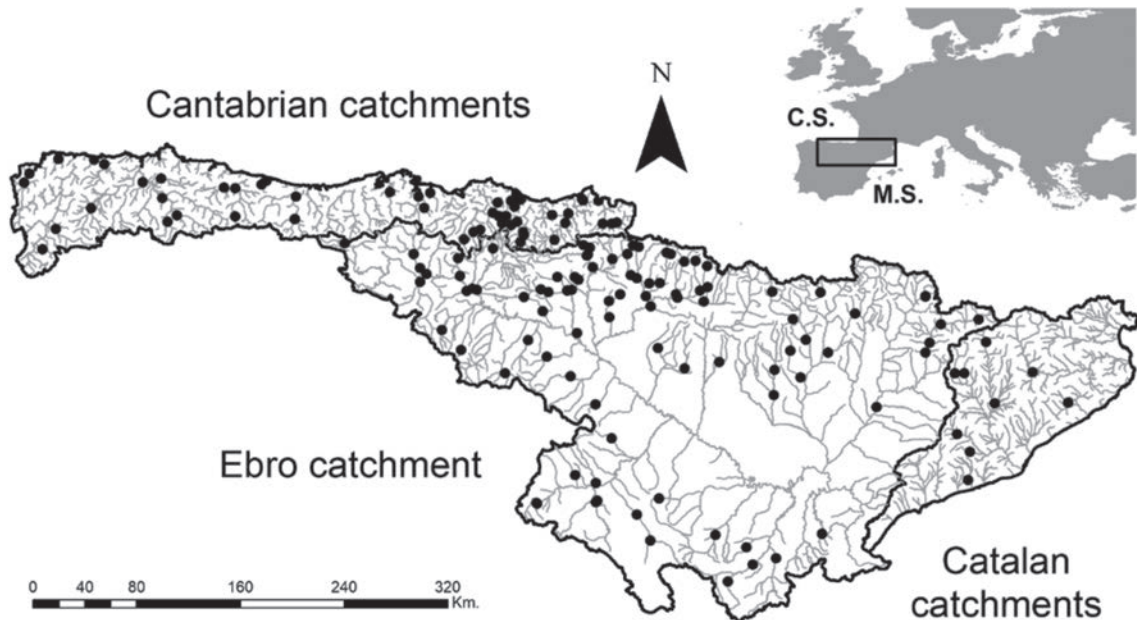 N
Cantabrian catchments
C.S.
M.S.
Ebro catchment
Catalan
catchments
0 40 80 160 240 320
Km.